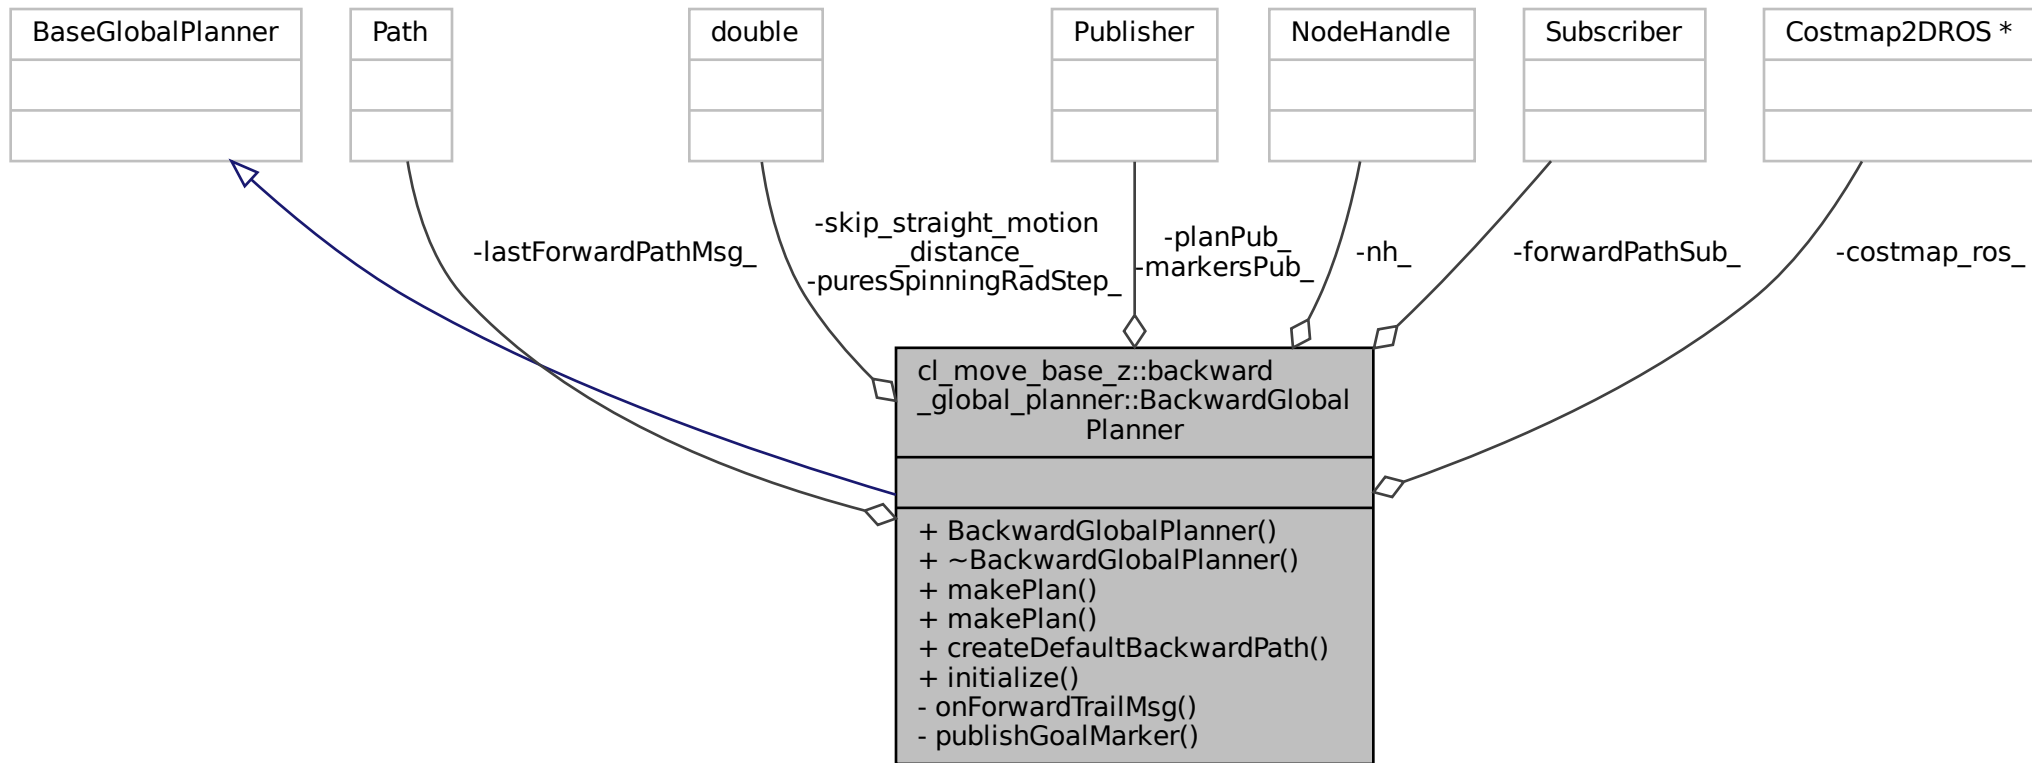 BaseGlobalPlanner
Path
double
Publisher
NodeHandle
Subscriber
Costmap2DROS *
-lastForwardPathMsg_
-skip_straight_motion
_distance_
-puresSpinningRadStep_
-planPub_
-markersPub_
-nh_
-forwardPathSub_
-costmap_ros_
cl_move_base_z::backward
_global_planner::BackwardGlobal
Planner
+ BackwardGlobalPlanner()
+ ~BackwardGlobalPlanner()
+ makePlan()
+ makePlan()
+ createDefaultBackwardPath()
+ initialize()
- onForwardTrailMsg()
- publishGoalMarker()